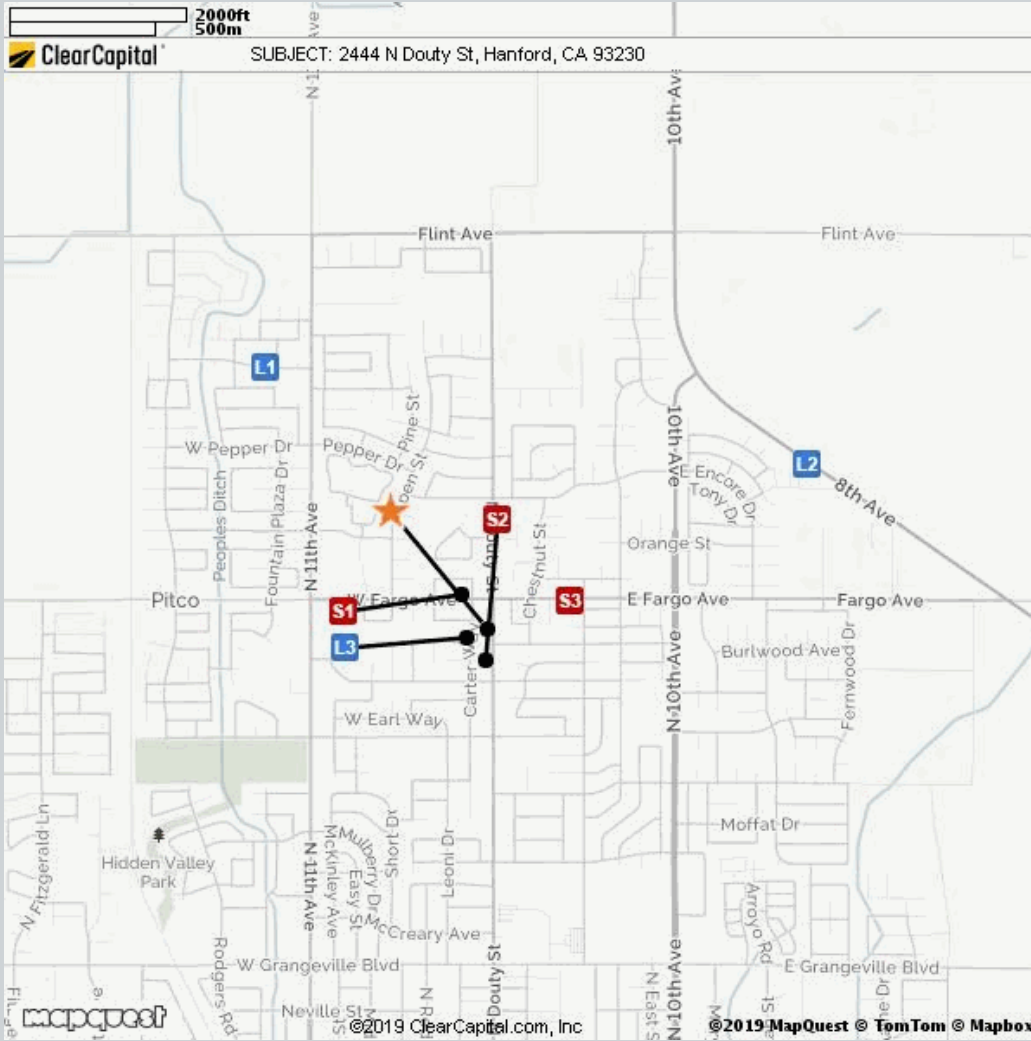 2000ft
500m
ClearCapital
SUBJECT: 2444 N Douty St, Hanford, CA 93230
10th Ave
Flint Ave
Flint Ave
L1
Pine St
W Pepper Dr
Pepper Dr
10th Ave
E Encore Dr
Tony Dr
L2
8th Ave
Peoples Ditch
Fountain Plaza Dr
N 11th Ave
S2
Chestnut St
Orange St
Pitco
S1
W Fargo Ave
S3
E Fargo Ave
Fargo Ave
L3
Carter Way
N 10th Ave
Burlwood Ave
Fernwood Dr
W Earl Way
N Fitzgerald Ln
Hidden Valley
Park
N 11th Ave
McKinley Ave
Mulberry Dr
Easy St
Short Dr
Leoni Dr
McCreary Ave
Moffat Dr
Arroyo Rd
Rodgers Rd
W Grangeville Blvd
Douty St
N 10th Ave
E Grangeville Blvd
Neville St
mapquest
©2019 ClearCapital.com, Inc
©2019 MapQuest © TomTom © Mapbox